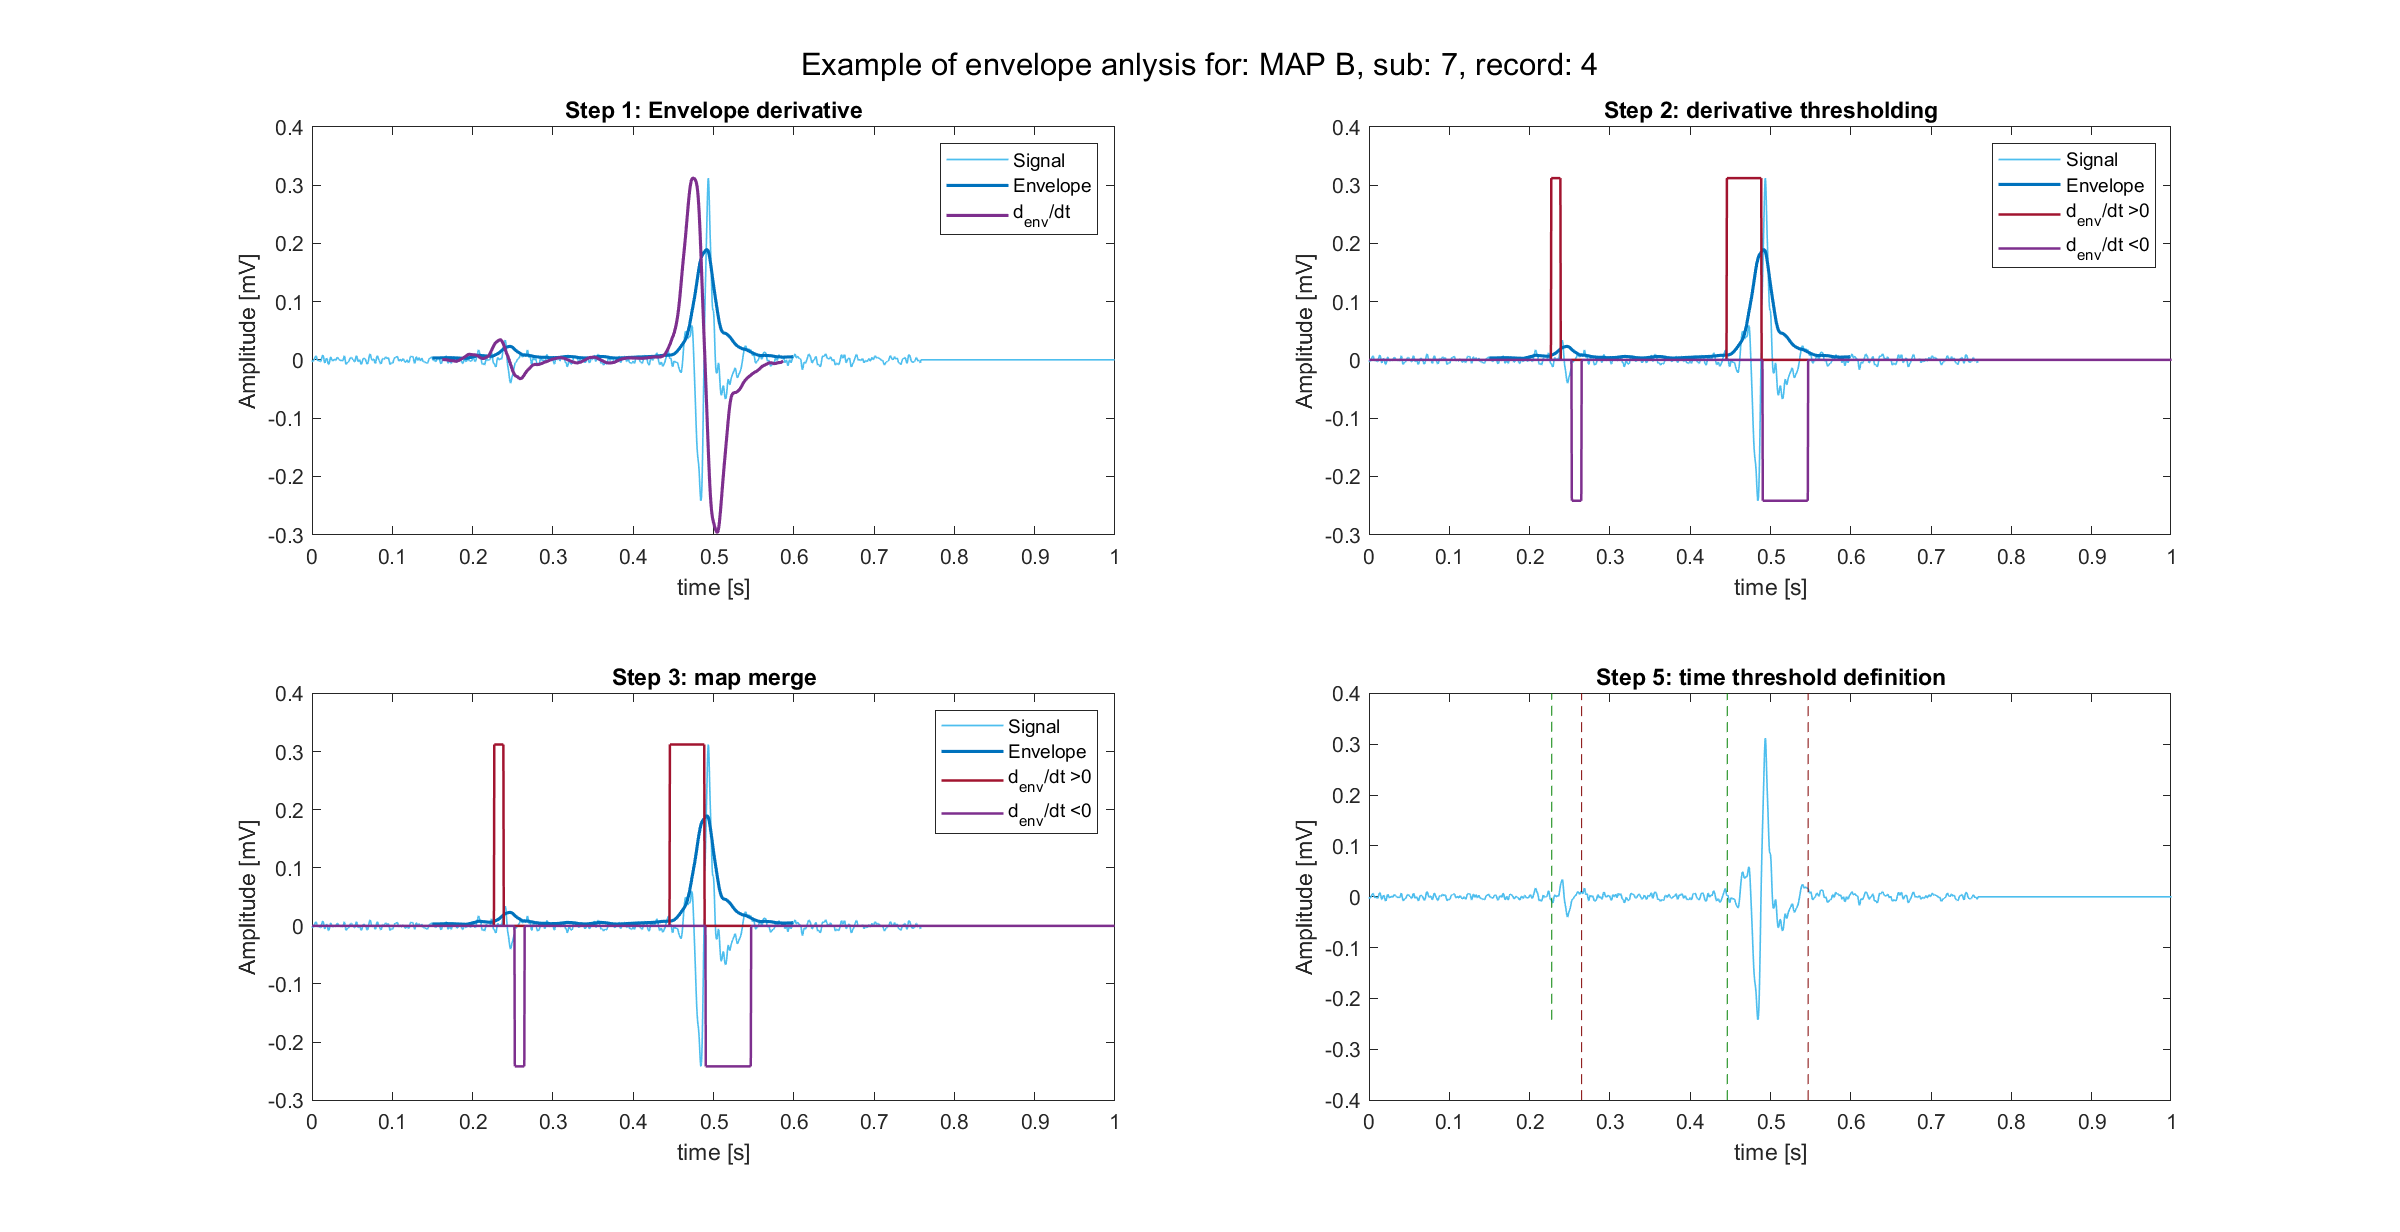 Example of envelope anlysis for: MAP B, sub: 7, record: 4
Step 1: Envelope derivative
0.4
0.3
0.2
0.1
0
-0.1
-0.2
-0.3
Amplitude [mV]
0 0.1 0.2 0.3 0.4 0.5 0.6 0.7 0.8 0.9 1
time [s]
Signal
Envelope
d_env/dt
Step 2: derivative thresholding
0.4
0.3
0.2
0.1
0
-0.1
-0.2
-0.3
Amplitude [mV]
0 0.1 0.2 0.3 0.4 0.5 0.6 0.7 0.8 0.9 1
time [s]
Signal
Envelope
d_env/dt >0
d_env/dt <0
Step 3: map merge
0.4
0.3
0.2
0.1
0
-0.1
-0.2
-0.3
Amplitude [mV]
0 0.1 0.2 0.3 0.4 0.5 0.6 0.7 0.8 0.9 1
time [s]
Signal
Envelope
d_env/dt >0
d_env/dt <0
Step 5: time threshold definition
0.4
0.3
0.2
0.1
0
-0.1
-0.2
-0.3
-0.4
Amplitude [mV]
0 0.1 0.2 0.3 0.4 0.5 0.6 0.7 0.8 0.9 1
time [s]